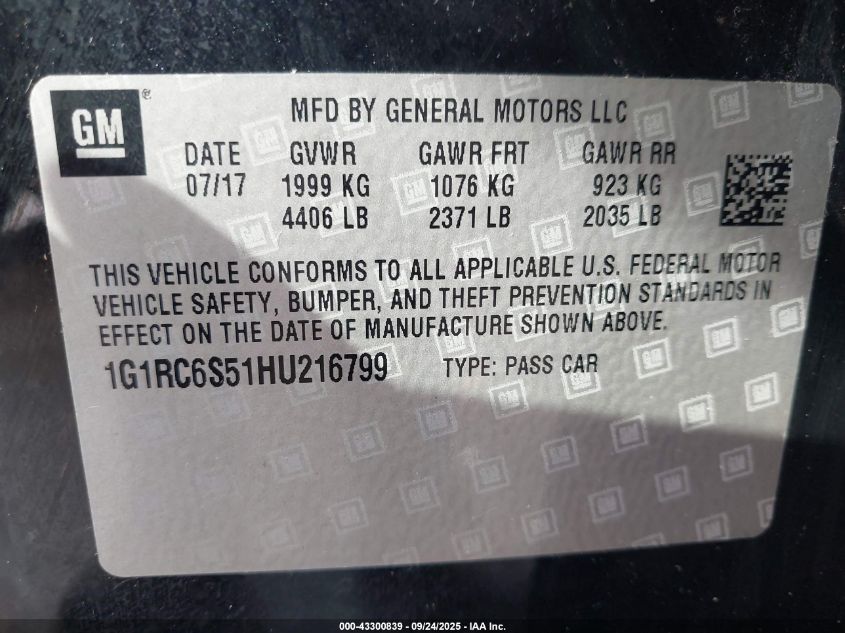 GM
MFD BY GENERAL MOTORS LLC
DATE GVWR GAWR FRT GAWR RR
07/17 1999 KG 1076 KG 923 KG
4406 LB 2371 LB 2035 LB
THIS VEHICLE CONFORMS TO ALL APPLICABLE U.S. FEDERAL MOTOR
VEHICLE SAFETY, BUMPER, AND THEFT PREVENTION STANDARDS IN
EFFECT ON THE DATE OF MANUFACTURE SHOWN ABOVE.
1G1RC6S51HU216799 TYPE: PASS CAR
000-43300839 - 09/24/2025 - IAA Inc.